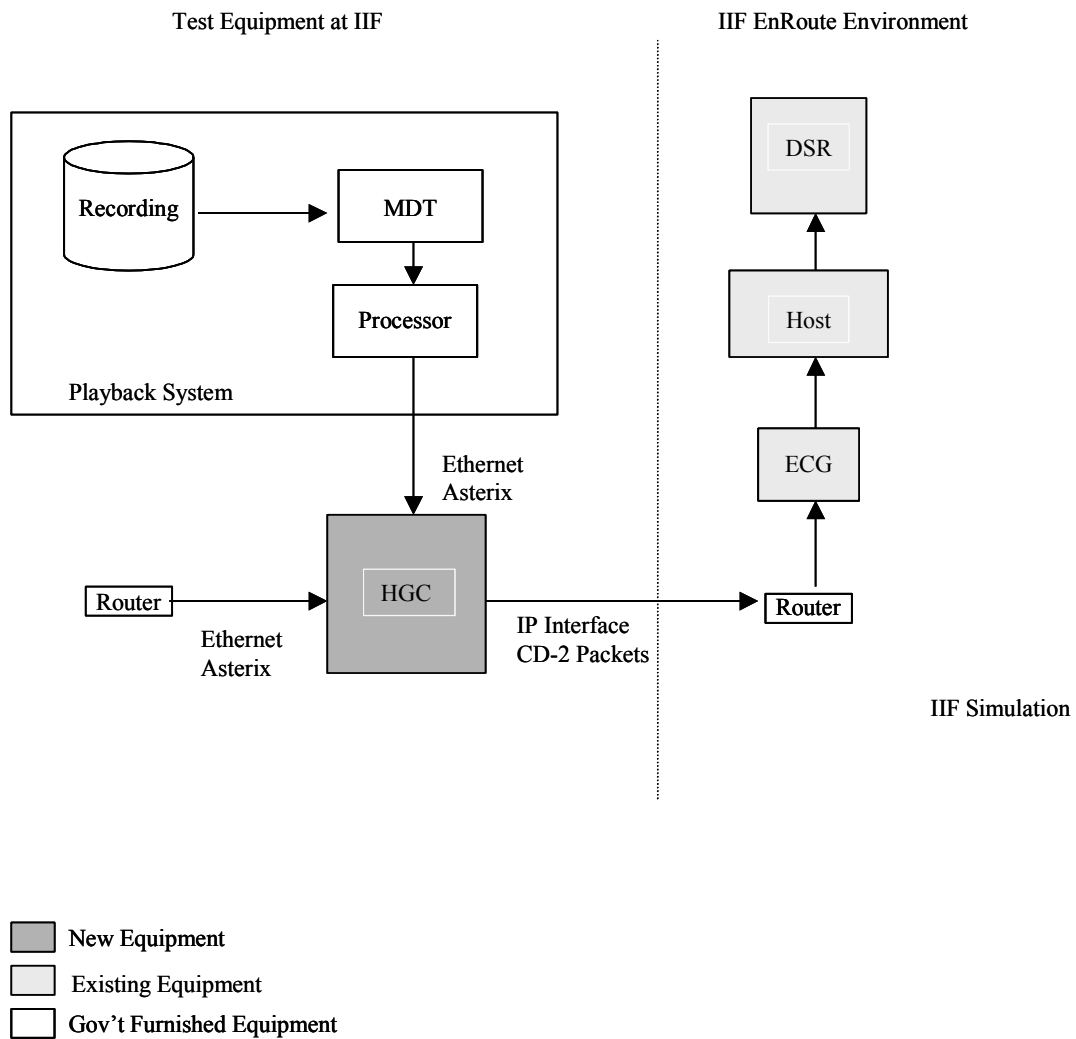 Test Equipment at IIF
IIF EnRoute Environment
Recording
MDT
Processor
Playback System
Ethernet
Asterix
HGC
Router
Ethernet
Asterix
IP Interface
CD-2 Packets
DSR
Host
ECG
Router
IIF Simulation
New Equipment
Existing Equipment
Gov't Furnished Equipment